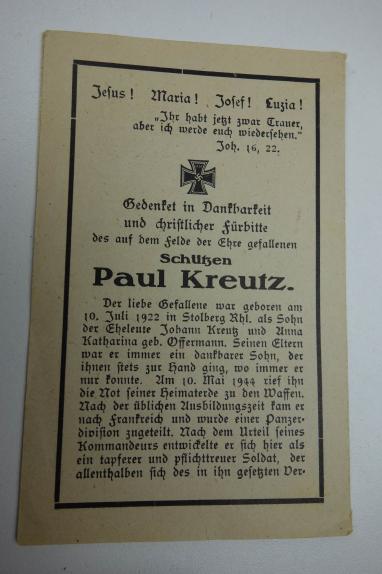 Jesus! Maria! Josef! Luzia!
„Ihr habt jetzt zwar Trauer,
aber ich werde euch wiedersehen."
Joh. 16, 22.
Gedenket in Dankbarkeit
und christlicher Fürbitte
des auf dem Felde der Ehre gefallenen
Schützen
Paul Kreutz.
Der liebe Gefallene war geboren am
10. Juli 1922 in Stolberg Rhl. als Sohn
der Eheleute Johann Kreutz und Anna
Katharina geb. Offermann. Seinen Eltern
war er immer ein dankbarer Sohn, der
ihnen stets zur Hand ging, wo immer er
nur konnte. Am 10. Mai 1944 rief ihn
die Not seiner Heimaterde zu den Waffen.
Nach der üblichen Ausbildungszeit kam er
nach Frankreich und wurde einer Panzer-
division zugeteilt. Nach dem Urteil seines
Kommandeurs entwickelte er sich hier als
ein tapferer und pflichttreuer Soldat, der
allenthalben sich des in ihn gesetzten Ver-